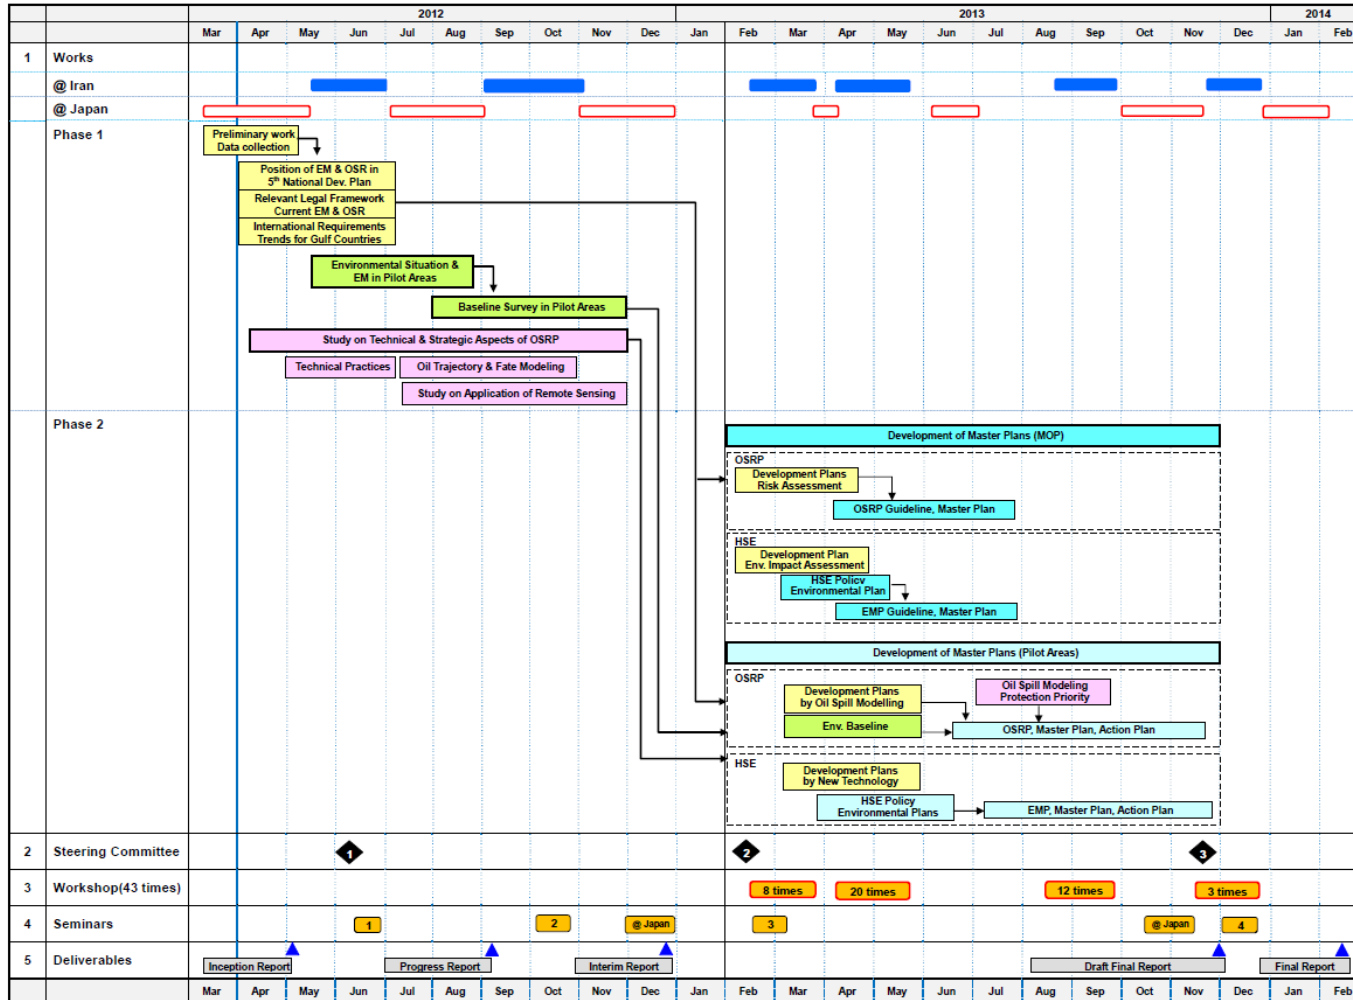 2012 2013 2014
Mar Apr May Jun Jul Aug Sep Oct Nov Dec Jan Feb Mar Apr May Jun Jul Aug Sep Oct Nov Dec Jan Feb
1 Works
@ Iran
@ Japan
Phase 1
Preliminary work
Data collection
Position of EM & OSR in
5th National Dev. Plan
Relevant Legal Framework
Current EM & OSR
International Requirements
Trends for Gulf Countries
Environmental Situation &
EM in Pilot Areas
Baseline Survey in Pilot Areas
Study on Technical & Strategic Aspects of OSRP
Technical Practices
Oil Trajectory & Fate Modeling
Study on Application of Remote Sensing
Phase 2
Development of Master Plans (MOP)
OSRP
Development Plans
Risk Assessment
OSRP Guideline, Master Plan
HSE
Development Plan
Env. Impact Assessment
HSE Policy
Environmental Plan
EMP Guideline, Master Plan
Development of Master Plans (Pilot Areas)
OSRP
Development Plans
by Oil Spill Modelling
Oil Spill Modeling
Protection Priority
Env. Baseline
OSRP, Master Plan, Action Plan
HSE
Development Plans
by New Technology
HSE Policy
Environmental Plans
EMP, Master Plan, Action Plan
2 Steering Committee 1 2 3
3 Workshop(43 times) 8 times 20 times 12 times 3 times
4 Seminars 1 2 @ Japan 3 @ Japan 4
5 Deliverables Inception Report Progress Report Interim Report Draft Final Report Final Report
Mar Apr May Jun Jul Aug Sep Oct Nov Dec Jan Feb Mar Apr May Jun Jul Aug Sep Oct Nov Dec Jan Feb